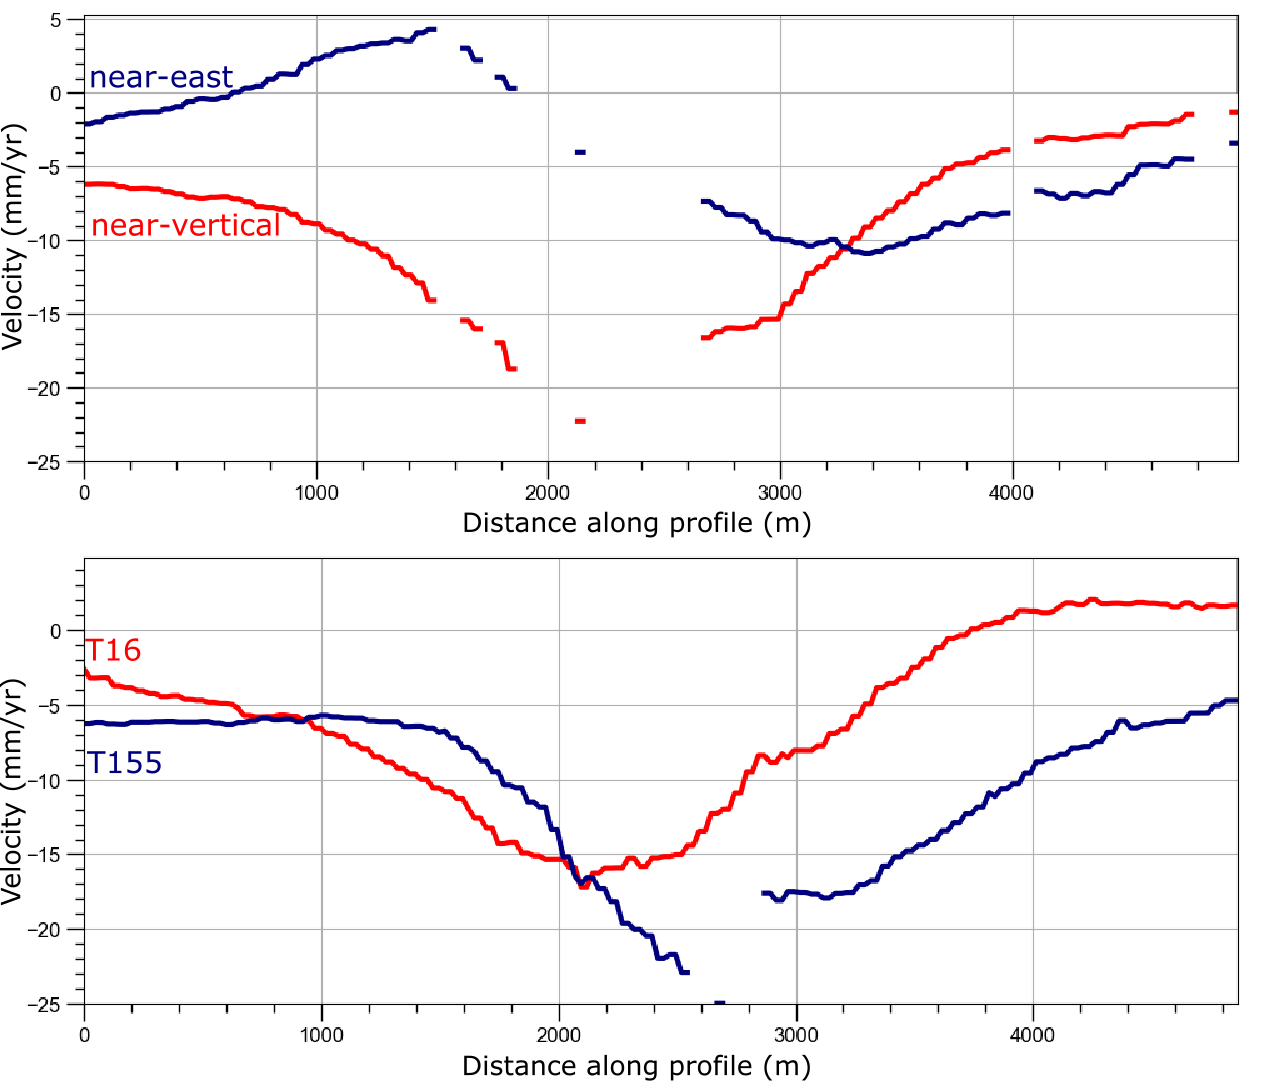 5
near-east
0
−5
near-vertical
−10
−15
−20
−25
Velocity (mm/yr)
0 1000 2000 3000 4000
Distance along profile (m)
0
T16
−5
T155
−10
−15
−20
−25
Velocity (mm/yr)
0 1000 2000 3000 4000
Distance along profile (m)